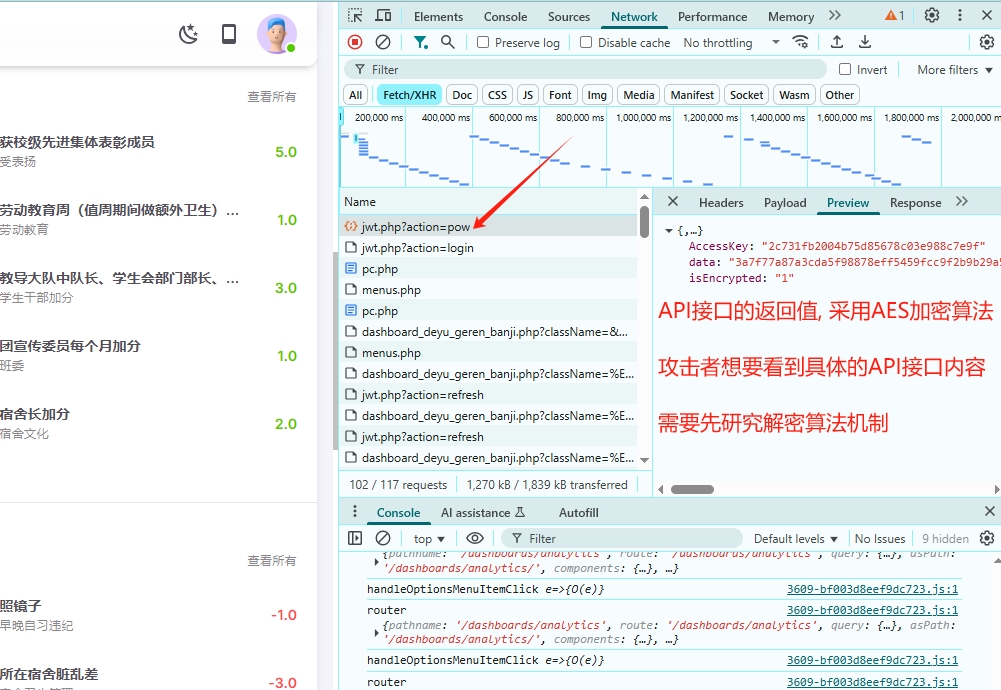 查看所有
获校级先进集体表彰成员
受表扬
5.0
劳动教育周（值周期间做额外卫生）...
劳动教育
1.0
教导大队中队长、学生会部门部长、...
学生干部加分
3.0
团宣传委员每个月加分
班委
1.0
宿舍长加分
宿舍文化
2.0
查看所有
照镜子
早晚自习违纪
-1.0
所在宿舍脏乱差
-3.0
Elements Console Sources Network Performance Memory 1
Preserve log Disable cache No throttling
Filter Invert More filters
All Fetch/XHR Doc CSS JS Font Img Media Manifest Socket Wasm Other
200,000 ms 400,000 ms 600,000 ms 800,000 ms 1,000,000 ms 1,200,000 ms 1,400,000 ms 1,600,000 ms 1,800,000 ms 2,000,000 m
Name
jwt.php?action=pow
jwt.php?action=login
pc.php
menus.php
pc.php
dashboard_deyu_geren_banji.php?className=&...
menus.php
dashboard_deyu_geren_banji.php?className=%E...
jwt.php?action=refresh
dashboard_deyu_geren_banji.php?className=%E...
jwt.php?action=refresh
dashboard_deyu_geren_banji.php?className=%E...
102 / 117 requests 1,270 kB / 1,839 kB transferred
Headers Payload Preview Response
{,…}
AccessKey: "2c731fb2004b75d85678c03e988c7e9f"
data: "3a7f77a87a3cda5f98878eff5459fcc9f2b9b29a5
isEncrypted: "1"
API接口的返回值, 采用AES加密算法
攻击者想要看到具体的API接口内容
需要先研究解密算法机制
Console AI assistance Autofill
top Filter Default levels No Issues 9 hidden
{pathname: '/dashboards/analytics', route: '/dashboards/analytics', query: {…}, asPath:
'/dashboards/analytics/', components: {…}, …}
handleOptionsMenuItemClick e=>{O(e)} 3609-bf003d8eef9dc723.js:1
router 3609-bf003d8eef9dc723.js:1
{pathname: '/dashboards/analytics', route: '/dashboards/analytics', query: {…}, asPath:
'/dashboards/analytics/', components: {…}, …}
handleOptionsMenuItemClick e=>{O(e)} 3609-bf003d8eef9dc723.js:1
router 3609-bf003d8eef9dc723.js:1